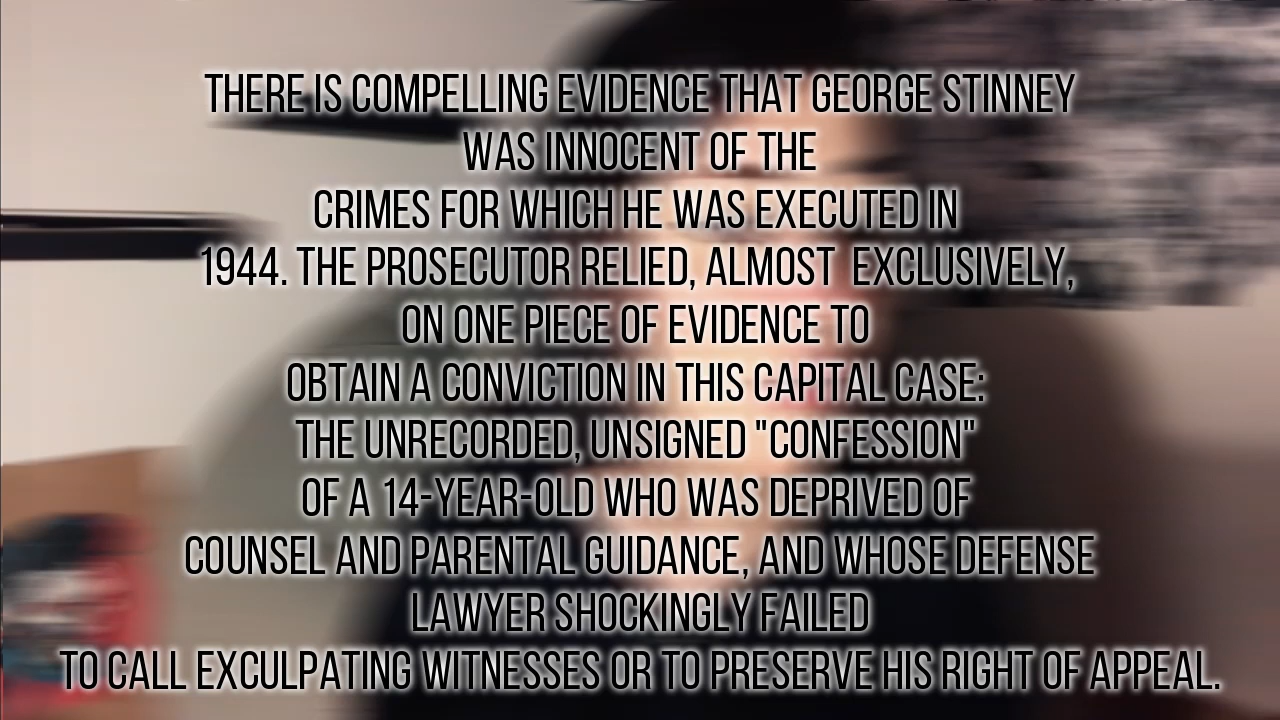 THERE IS COMPELLING EVIDENCE THAT GEORGE STINNEY
WAS INNOCENT OF THE
CRIMES FOR WHICH HE WAS EXECUTED IN
1944. THE PROSECUTOR RELIED, ALMOST EXCLUSIVELY,
ON ONE PIECE OF EVIDENCE TO
OBTAIN A CONVICTION IN THIS CAPITAL CASE:
THE UNRECORDED, UNSIGNED "CONFESSION"
OF A 14-YEAR-OLD WHO WAS DEPRIVED OF
COUNSEL AND PARENTAL GUIDANCE, AND WHOSE DEFENSE
LAWYER SHOCKINGLY FAILED
TO CALL EXCULPATING WITNESSES OR TO PRESERVE HIS RIGHT OF APPEAL.